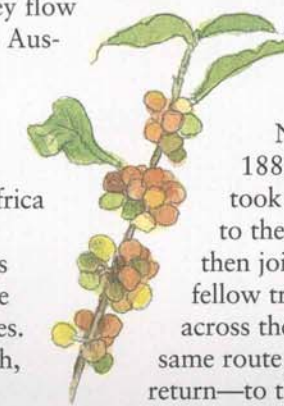 ey flow
Aus-
frica
s
e
es.
h,
N
188
took
to the
then joi
fellow tr
across the
same route
return—to t